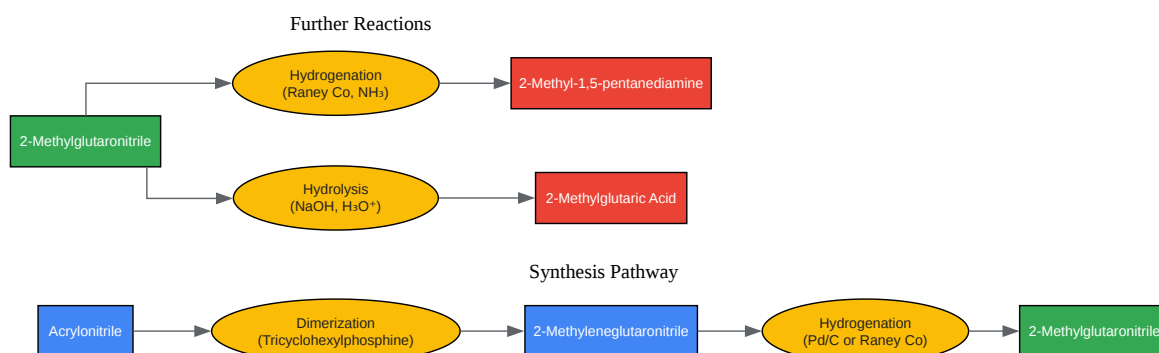 Further Reactions
Hydrogenation
(Raney Co, NH₃)
2-Methyl-1,5-pentanediamine
2-Methylglutaronitrile
Hydrolysis
(NaOH, H₃O⁺)
2-Methylglutaric Acid
Synthesis Pathway
Acrylonitrile
Dimerization
(Tricyclohexylphosphine)
2-Methyleneglutaronitrile
Hydrogenation
(Pd/C or Raney Co)
2-Methylglutaronitrile